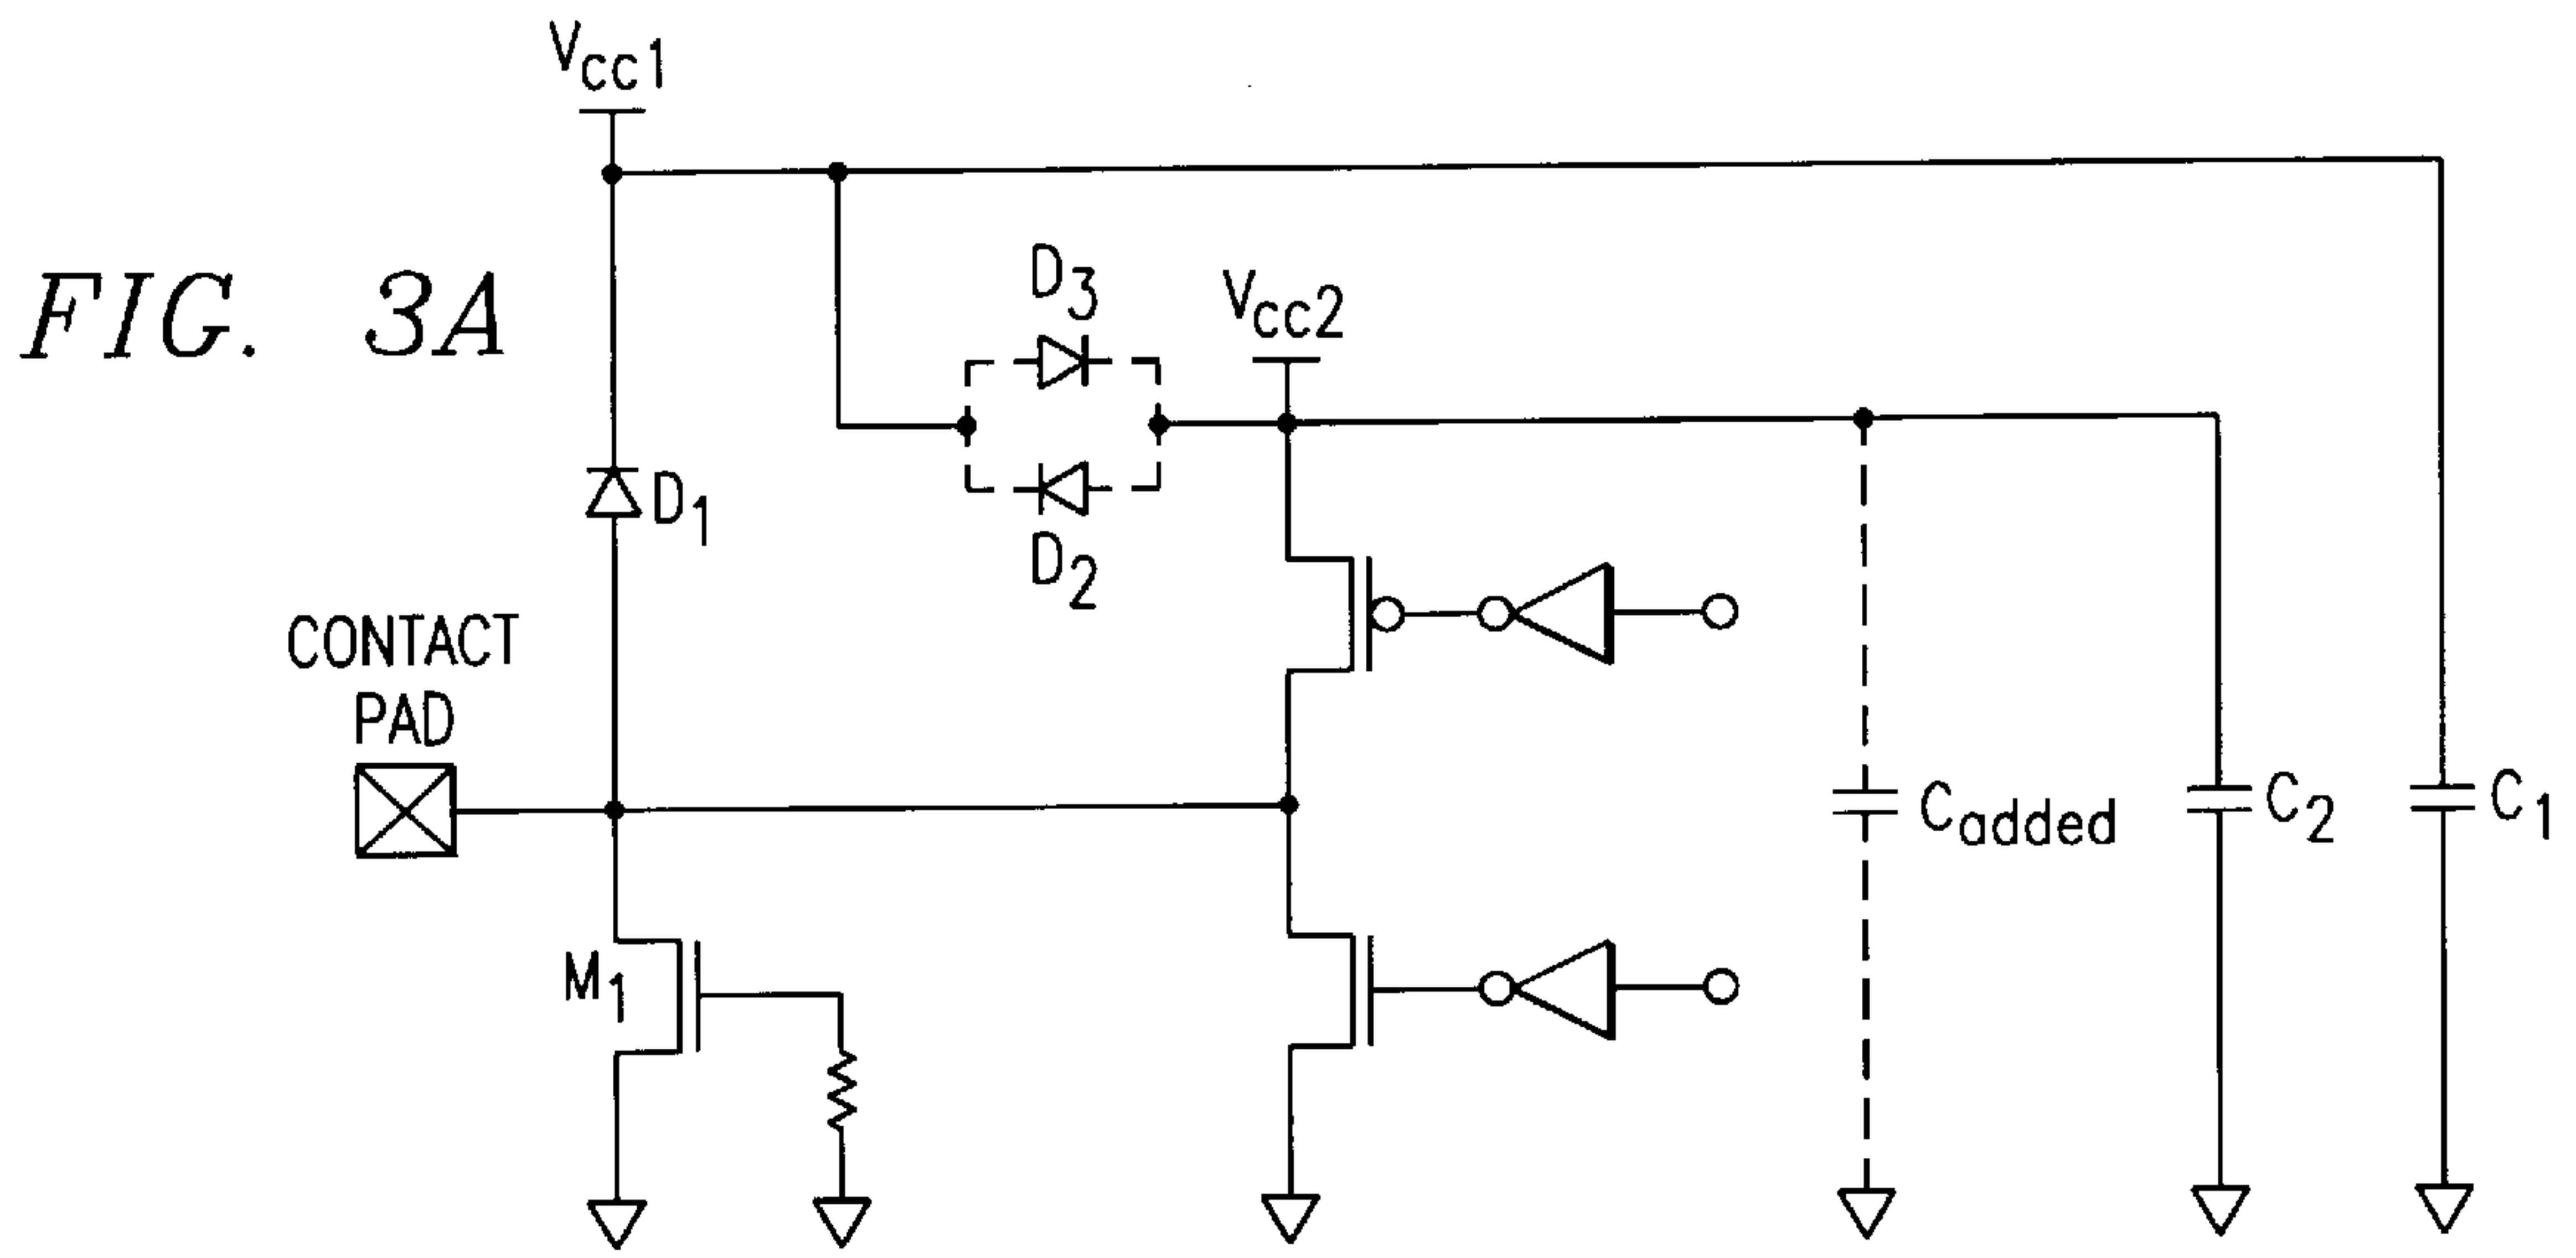 Vcc1
FIG. 3A
D3
Vcc2
D1
D2
CONTACT
PAD
Cadded
C2
C1
M1